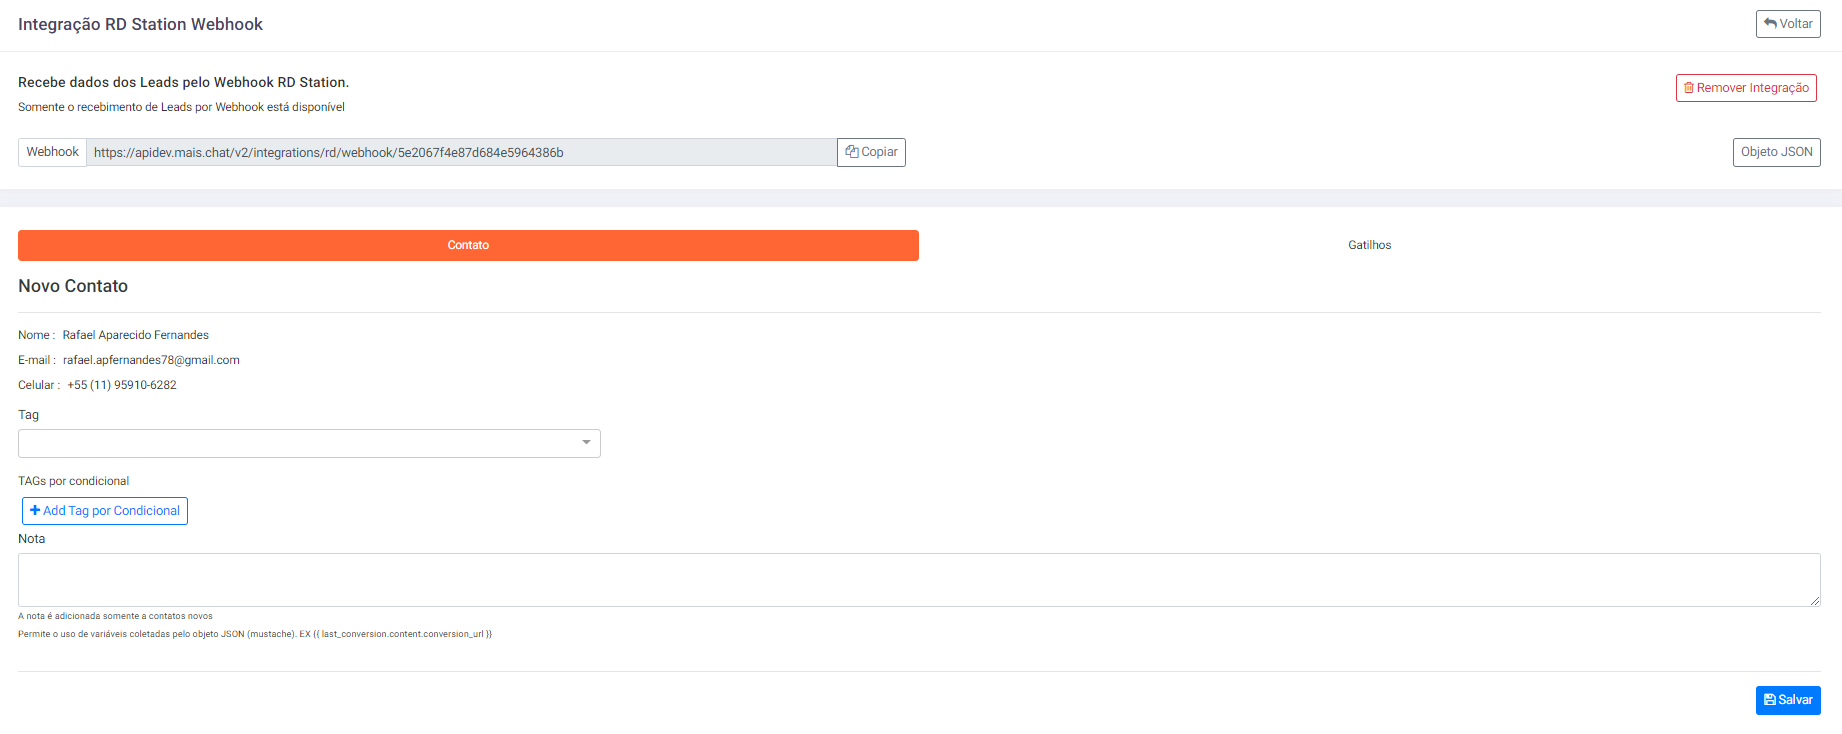 Integração RD Station Webhook
Voltar
Recebe dados dos Leads pelo Webhook RD Station.
Remover Integração
Somente o recebimento de Leads por Webhook está disponível
Webhook https://apidev.mais.chat/v2/integrations/rd/webhook/5e2067f4e87d684e5964386b Copiar
Objeto JSON
Contato
Gatilhos
Novo Contato
Nome : Rafael Aparecido Fernandes
E-mail : rafael.apfernandes78@gmail.com
Celular : +55 (11) 95910-6282
Tag
TAGs por condicional
Add Tag por Condicional
Nota
A nota é adicionada somente a contatos novos
Permite o uso de variáveis coletadas pelo objeto JSON (mustache). EX {{ last_conversion.content.conversion_url }}
Salvar